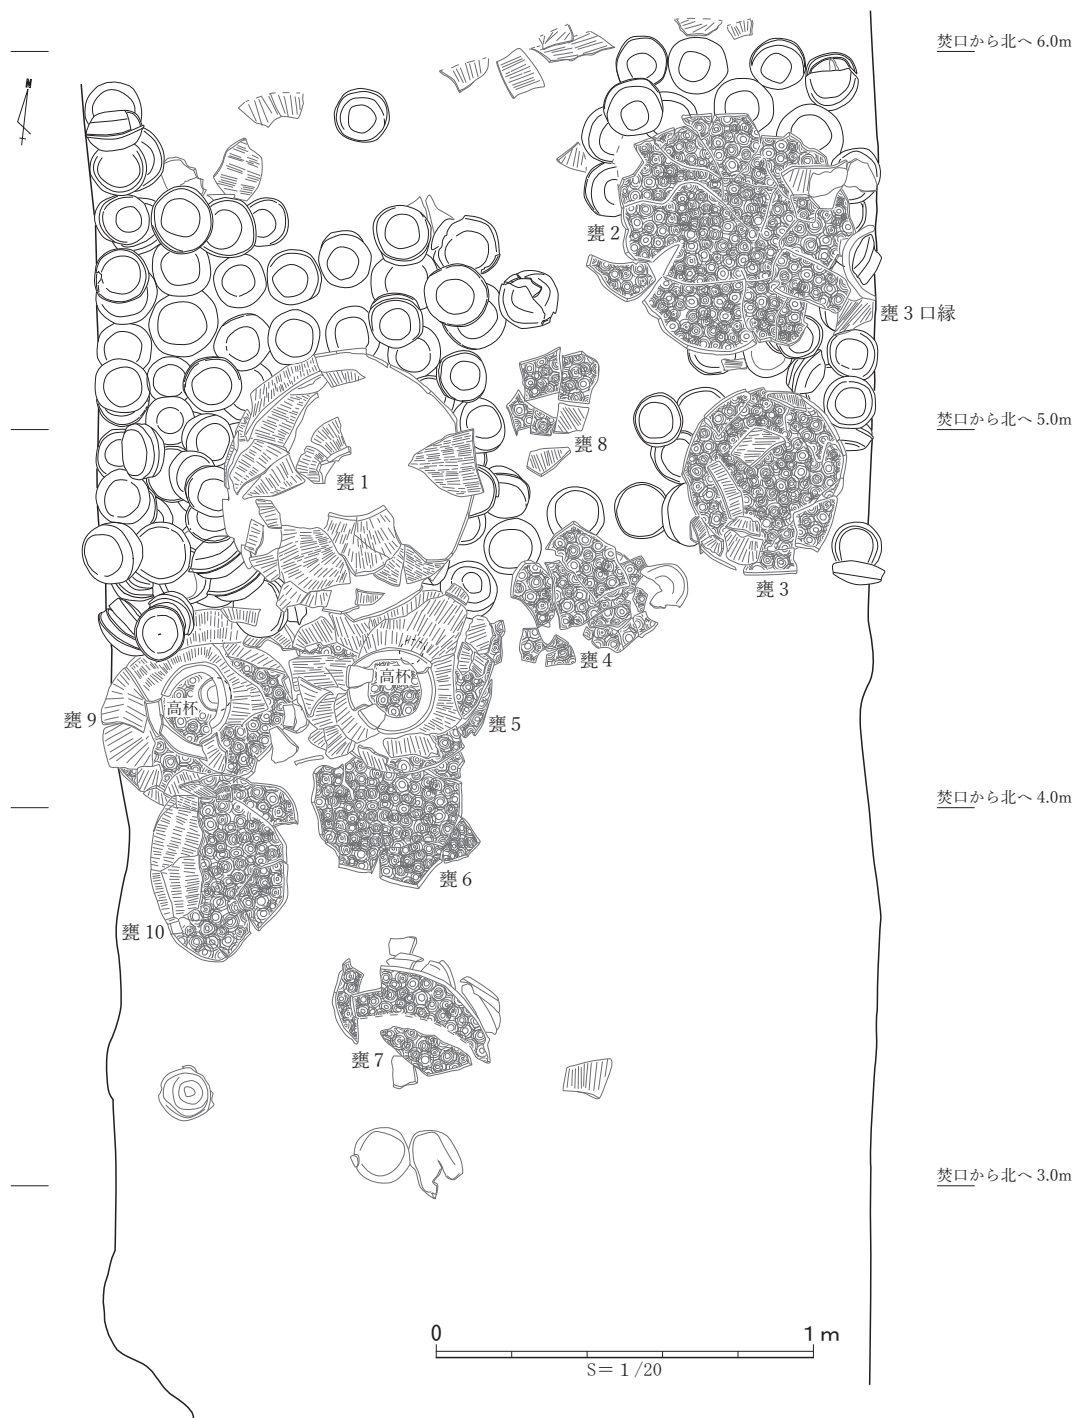 焚口から北へ 6.0m
N
甕 2
甕 3 口縁
焚口から北へ 5.0m
甕 8
甕 1
甕 3
甕 4
高杯
高杯
甕 9
甕 5
焚口から北へ 4.0m
甕 6
甕 10
甕 7
焚口から北へ 3.0m
0 1 m
S= 1 /20